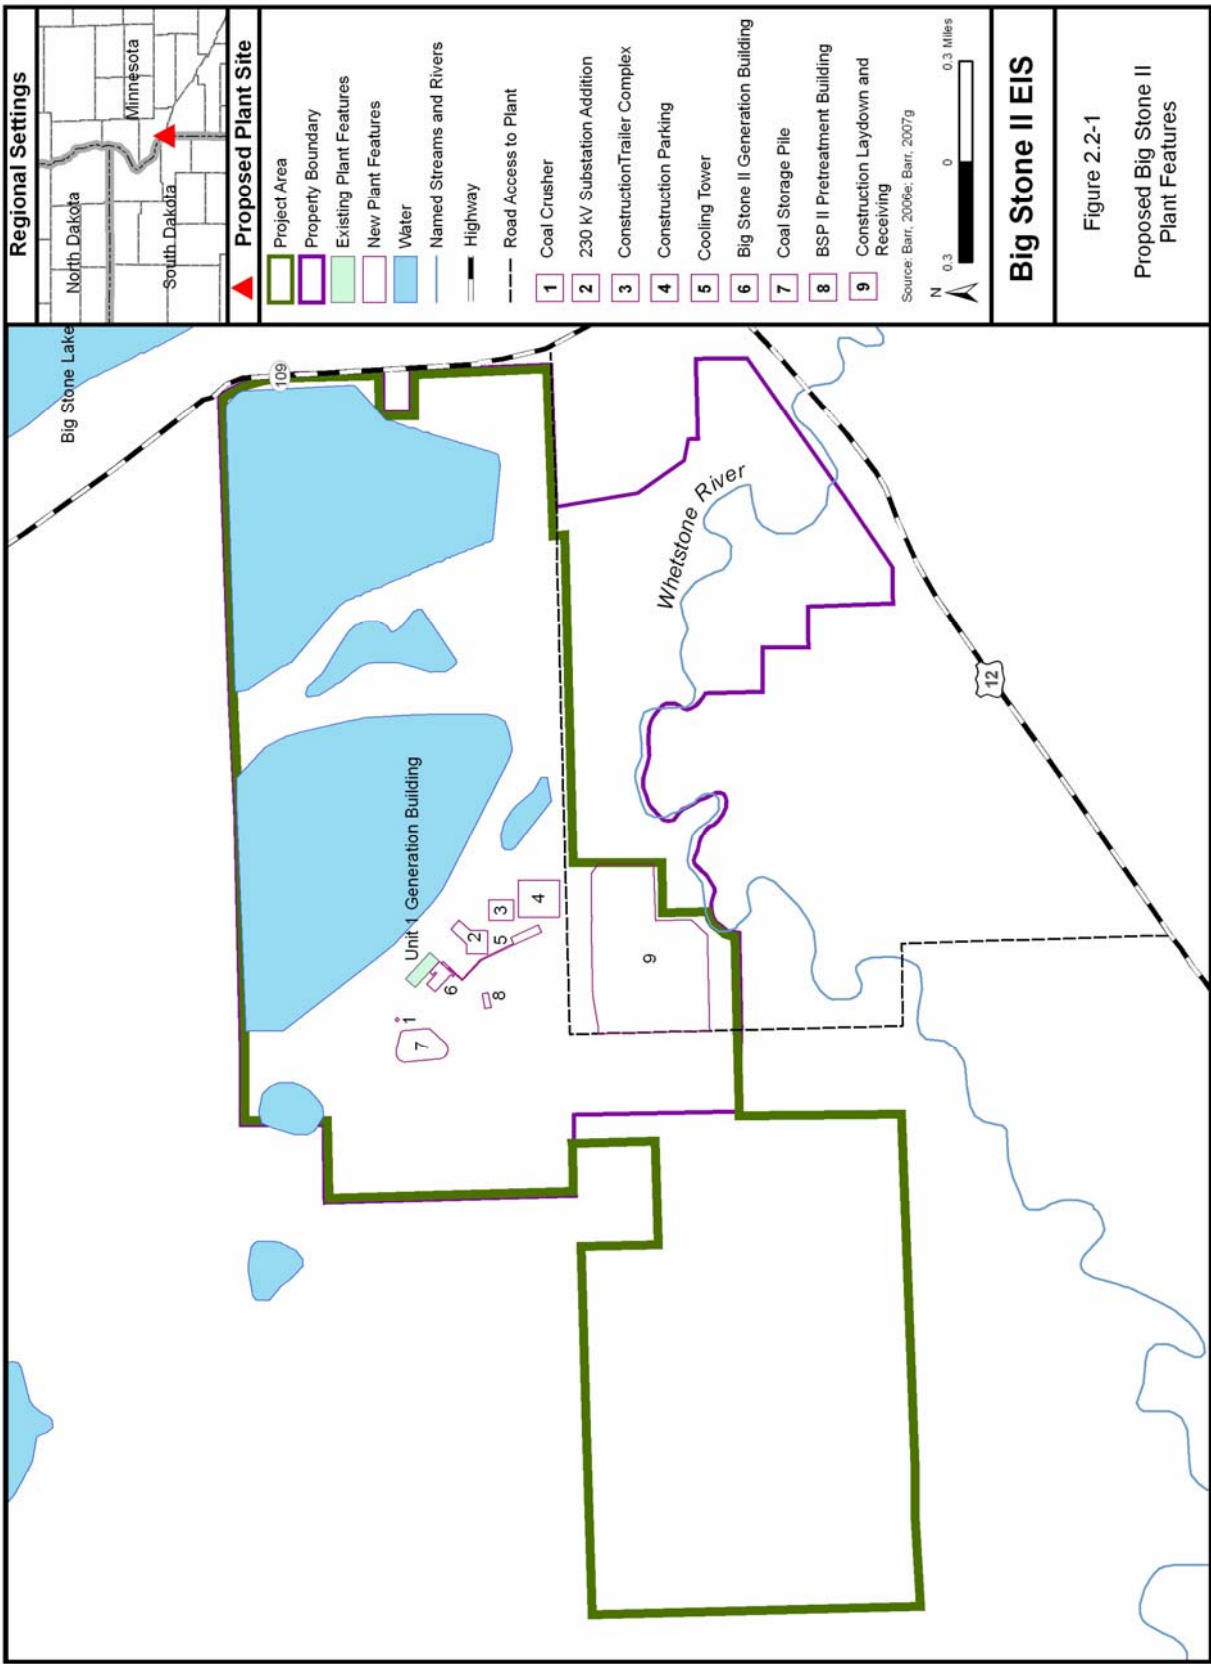 Regional Settings
North Dakota
Minnesota
South Dakota
Proposed Plant Site
Project Area
Property Boundary
Existing Plant Features
New Plant Features
Water
Named Streams and Rivers
Highway
Road Access to Plant
1 Coal Crusher
2 230 kV Substation Addition
3 ConstructionTrailer Complex
4 Construction Parking
5 Cooling Tower
6 Big Stone II Generation Building
7 Coal Storage Pile
8 BSP II Pretreatment Building
9 Construction Laydown and
Receiving
Source: Barr, 2006e; Barr, 2007g
N
0.3 0 0.3 Miles
Big Stone II EIS
Figure 2.2-1
Proposed Big Stone II
Plant Features
Big Stone Lake
109
Unit 1 Generation Building
1
7
6
8
2
5
3
4
9
Whetstone River
12